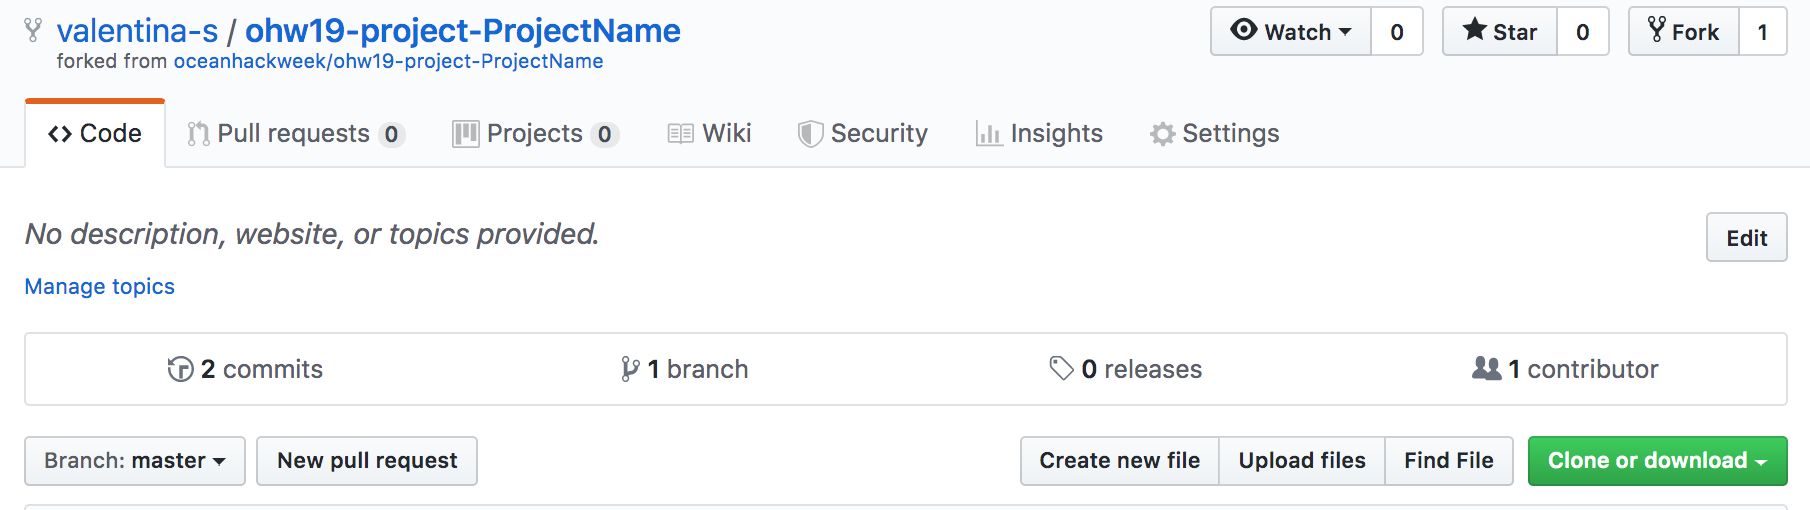 valentina-s / ohw19-project-ProjectName
forked from oceanhackweek/ohw19-project-ProjectName
Watch 0 Star 0 Fork 1
Code Pull requests 0 Projects 0 Wiki Security Insights Settings
No description, website, or topics provided.
Edit
Manage topics
2 commits 1 branch 0 releases 1 contributor
Branch: master New pull request Create new file Upload files Find File Clone or download